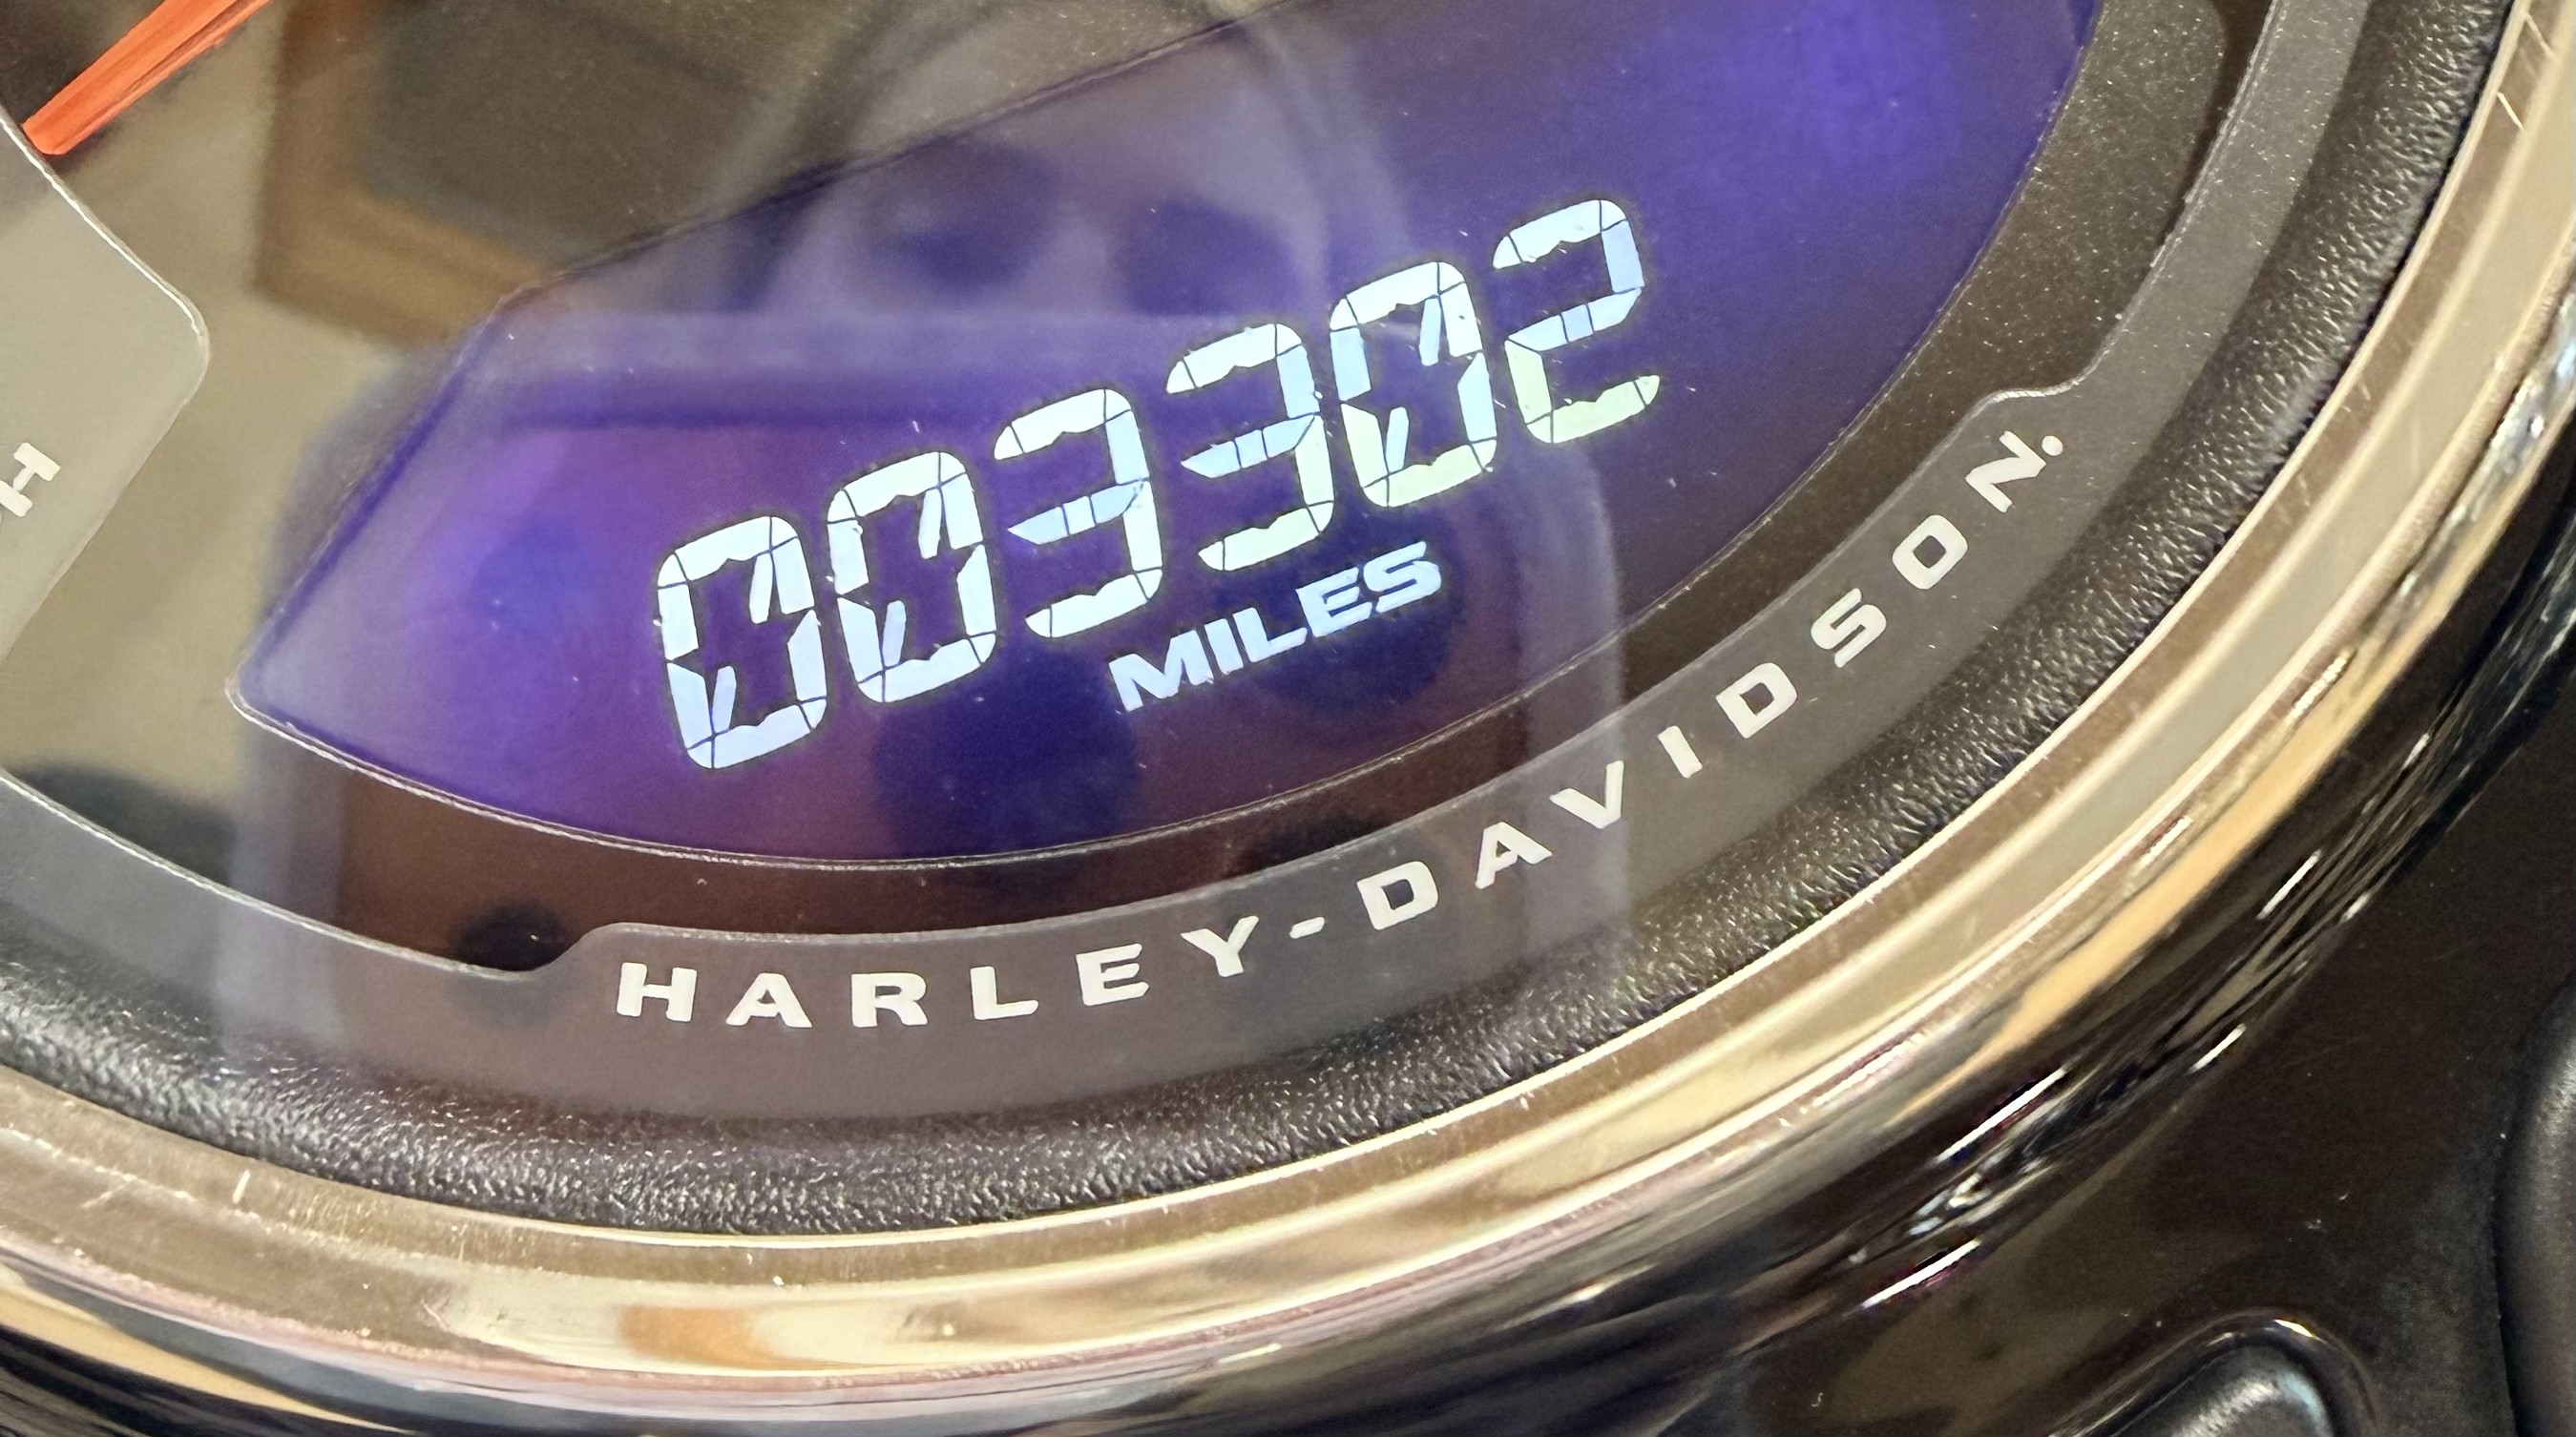 H
003302
MILES
HARLEY-DAVIDSON.